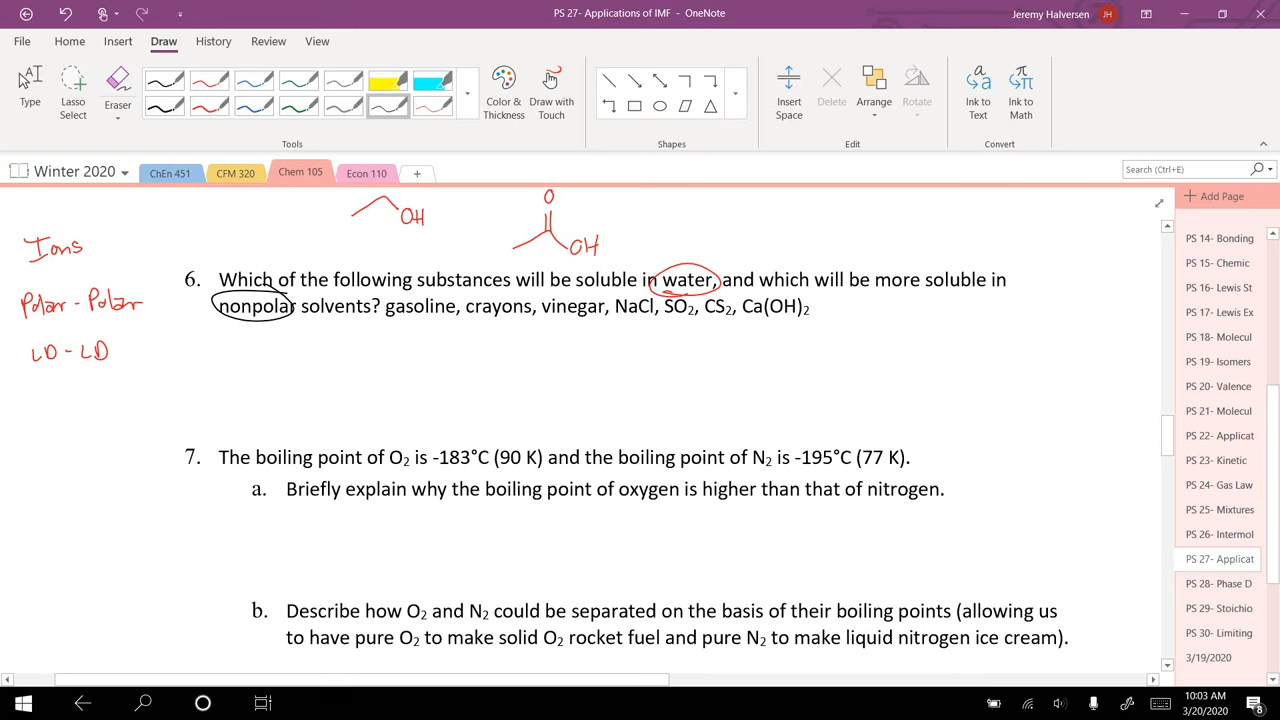 PS 27- Applications of IMF - OneNote
Jeremy Halversen JH
File Home Insert Draw History Review View
Type
Lasso Select
Eraser
Color & Thickness
Draw with Touch
Insert Space
Delete
Arrange
Rotate
Ink to Text
Ink to Math
Tools Shapes Edit Convert
Winter 2020 ChEn 451 CFM 320 Chem 105 Econ 110 +
Search (Ctrl+E)
Add Page
PS 14- Bonding
PS 15- Chemic
PS 16- Lewis St
PS 17- Lewis Ex
PS 18- Molecul
PS 19- Isomers
PS 20- Valence
PS 21- Molecul
PS 22- Applicat
PS 23- Kinetic
PS 24- Gas Law
PS 25- Mixtures
PS 26- Intermol
PS 27- Applicat
PS 28- Phase D
PS 29- Stoichio
PS 30- Limiting
3/19/2020
OH
O
OH
Ions
Polar - Polar
LD - LD
6. Which of the following substances will be soluble in water, and which will be more soluble in
nonpolar solvents? gasoline, crayons, vinegar, NaCl, SO₂, CS₂, Ca(OH)₂
7. The boiling point of O₂ is -183°C (90 K) and the boiling point of N₂ is -195°C (77 K).
a. Briefly explain why the boiling point of oxygen is higher than that of nitrogen.
b. Describe how O₂ and N₂ could be separated on the basis of their boiling points (allowing us
to have pure O₂ to make solid O₂ rocket fuel and pure N₂ to make liquid nitrogen ice cream).
10:03 AM
3/20/2020
8